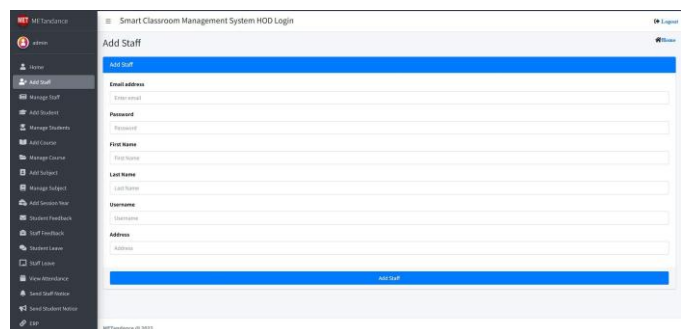 MET METandance
Smart Classroom Management System HOD Login
Logout
admin
Add Staff
Home
Home
Add Staff
Manage Staff
Add Student
Manage Students
Add Course
Manage Course
Add Subject
Manage Subject
Add Session Year
Student Feedback
Staff Feedback
Student Leave
Staff Leave
View Attendance
Send Staff Notice
Send Student Notice
ERP
Add Staff
Email address
Enter email
Password
Password
First Name
First Name
Last Name
Last Name
Username
Username
Address
Address
Add Staff
METandance @ 2023